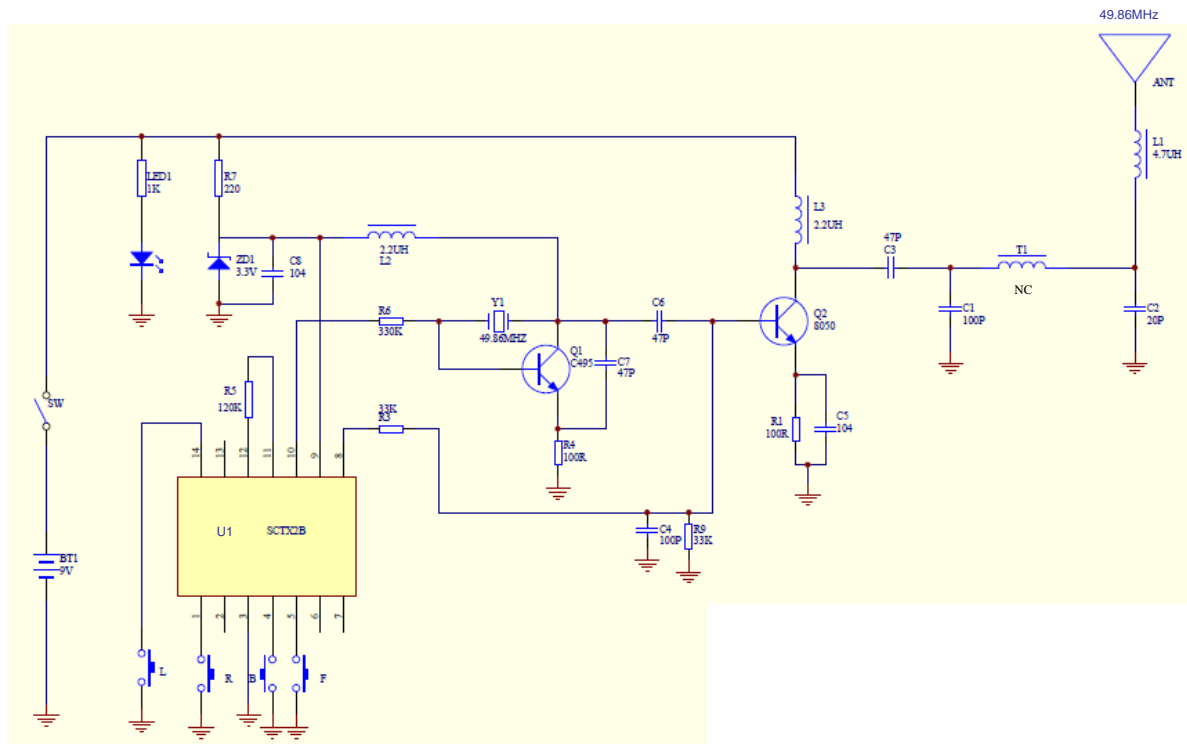 49.86MHz
ANT
L1
4.7UH
LED1
1K
R7
220
L3
2.2UH
47P
C3
T1
NC
2.2UH
L2
ZD1
3.3V
C8
104
R6
330K
Y1
49.86MHZ
C6
47P
Q2
8050
C1
100P
C2
20P
Q1
C495
C7
47P
R5
120K
33K
R3
SW
R4
100R
R1
100R
C5
104
14
13
12
11
10
9
8
U1
SCTX2B
C4
100P
R9
33K
BT1
9V
1
2
3
4
5
6
7
L
R
B
F